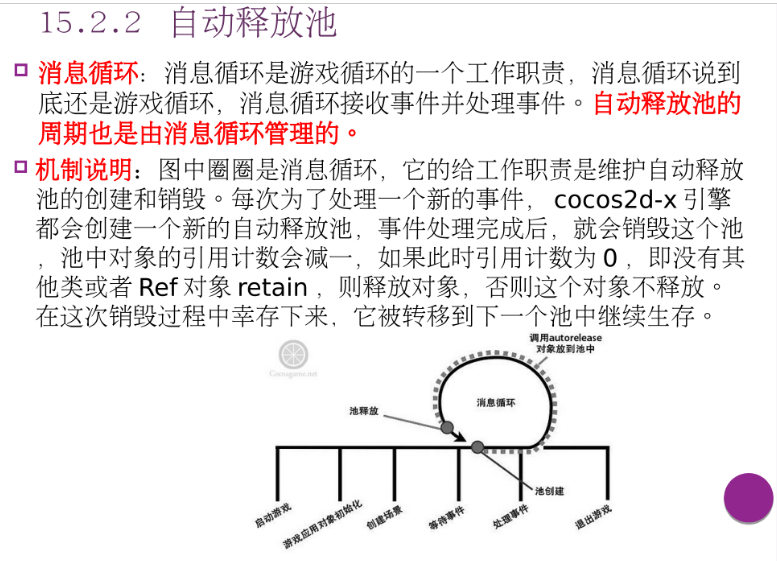 15.2.2 自动释放池
消息循环：消息循环是游戏循环的一个工作职责，消息循环说到
底还是游戏循环，消息循环接收事件并处理事件。自动释放池的
周期也是由消息循环管理的。
机制说明：图中圈圈是消息循环，它的给工作职责是维护自动释放
池的创建和销毁。每次为了处理一个新的事件， cocos2d-x 引擎
都会创建一个新的自动释放池，事件处理完成后，就会销毁这个池
，池中对象的引用计数会减一，如果此时引用计数为 0 ，即没有其
他类或者 Ref 对象 retain ，则释放对象，否则这个对象不释放。
在这次销毁过程中幸存下来，它被转移到下一个池中继续生存。
调用autorelease
对象放到池中
Cocoagame.net
消息循环
池释放
池创建
启动游戏
游戏应用对象初始化
创建场景
等待事件
处理事件
退出游戏